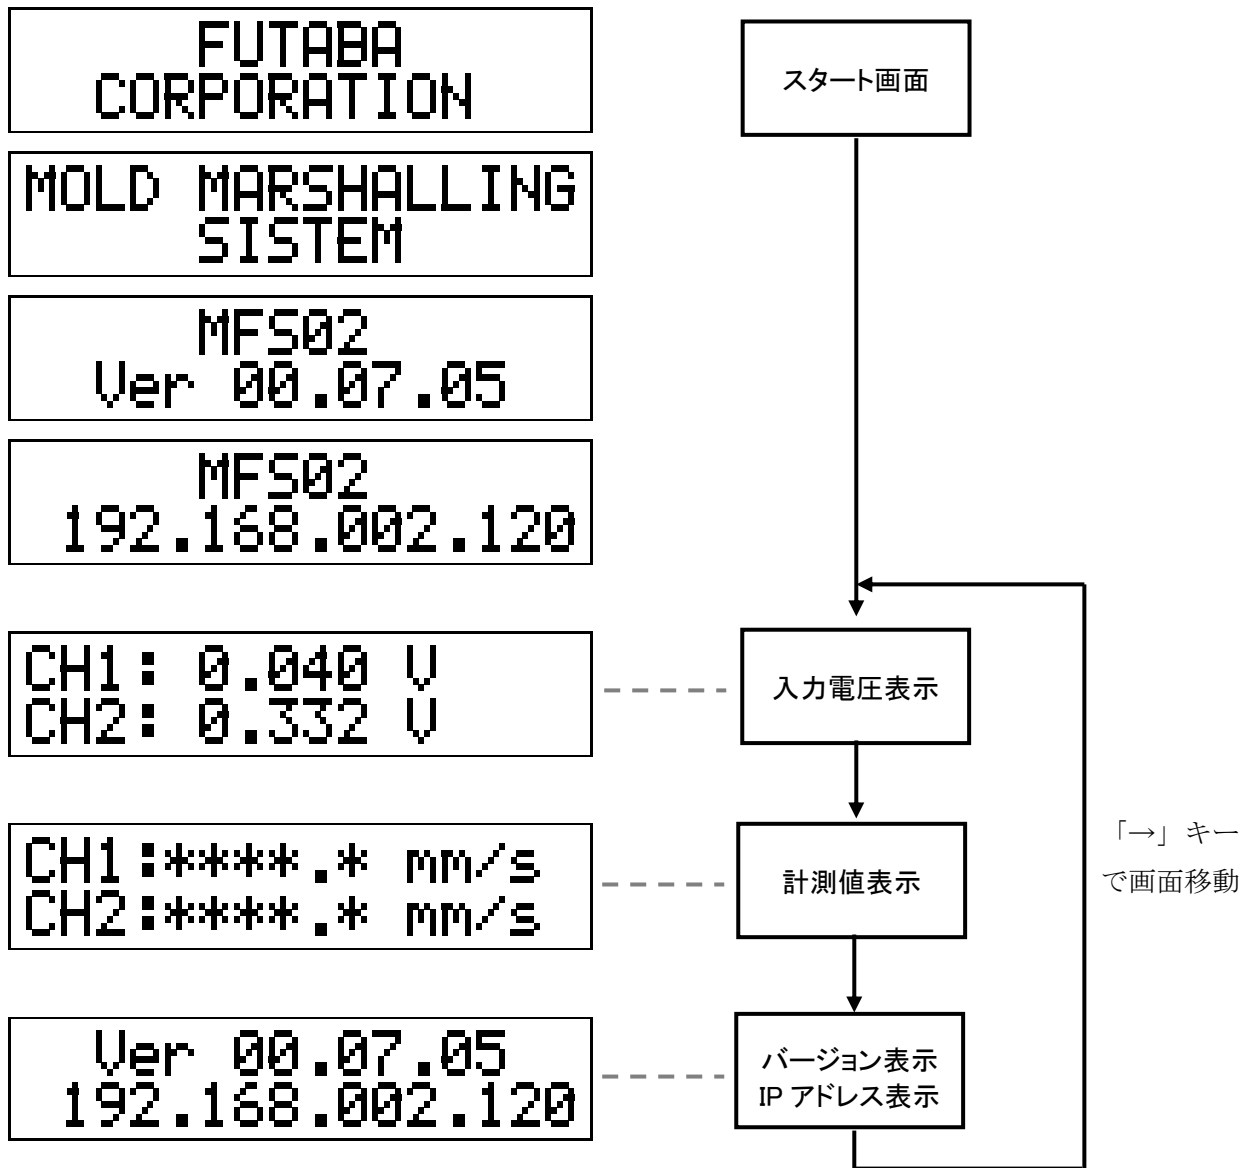 FUTABA
CORPORATION
スタート画面
MOLD MARSHALLING
SISTEM
MFS02
Ver 00.07.05
MFS02
192.168.002.120
CH1: 0.040 V
CH2: 0.332 V
入力電圧表示
CH1:****.* mm/s
CH2:****.* mm/s
計測値表示
「→」キー
で画面移動
Ver 00.07.05
192.168.002.120
バージョン表示
IP アドレス表示